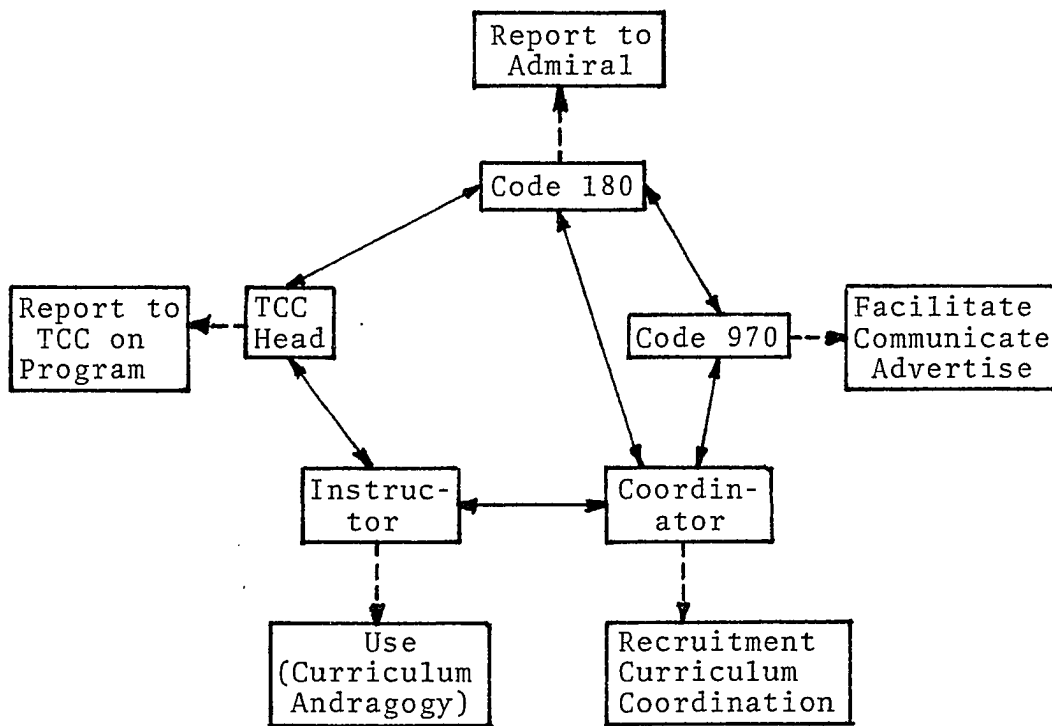 Report to
Admiral
Code 180
Report to
TCC on
Program
TCC
Head
Code 970
Facilitate
Communicate
Advertise
Instruc-
tor
Coordin-
ator
Use
(Curriculum
Andragogy)
Recruitment
Curriculum
Coordination